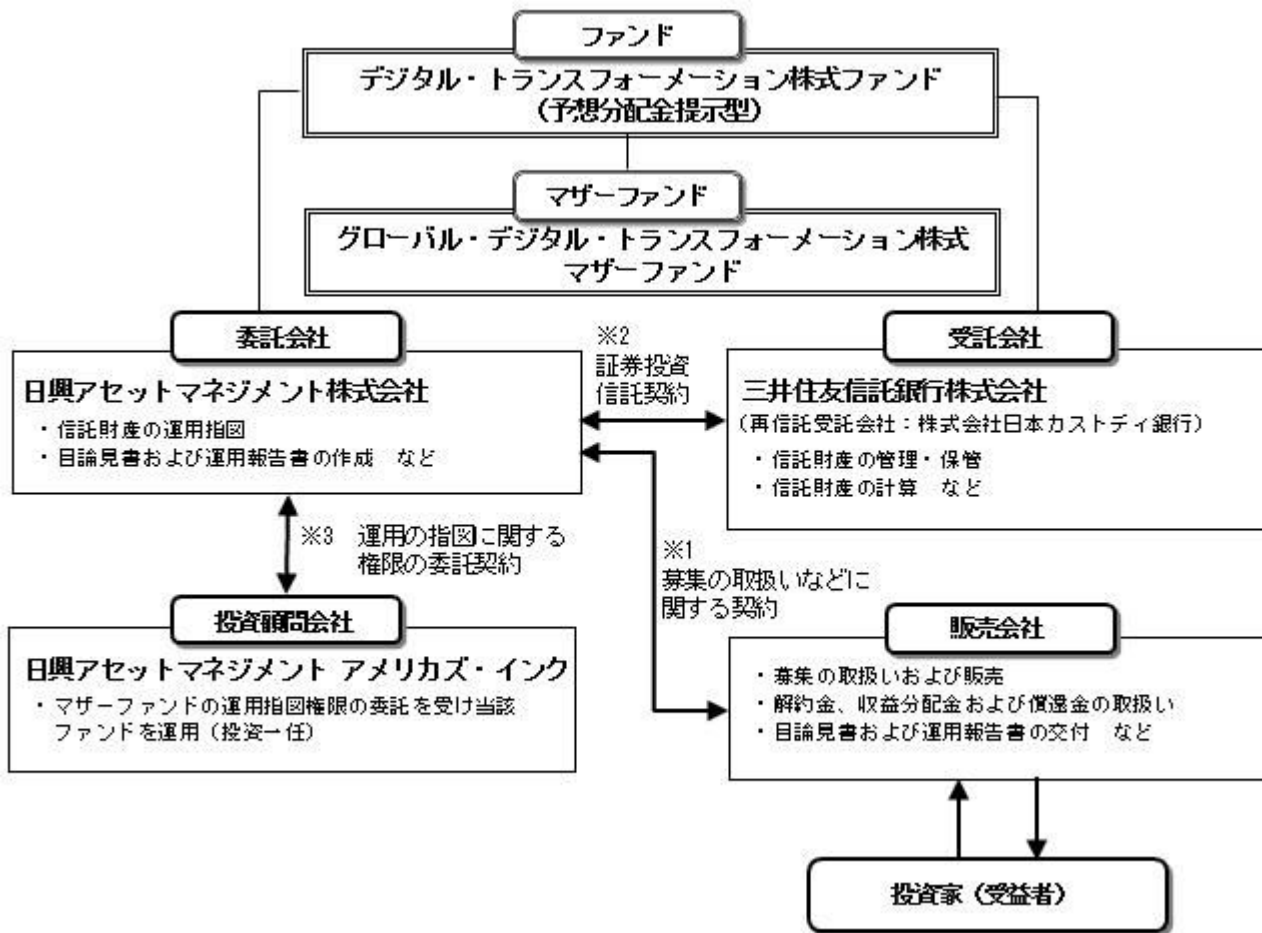 ファンド
デジタル・トランスフォーメーション株式ファンド
（予想分配金提示型）
マザーファンド
グローバル・デジタル・トランスフォーメーション株式
マザーファンド
委託会社
日興アセットマネジメント株式会社
・信託財産の運用指図
・目論見書および運用報告書の作成　など
※2
証券投資
信託契約
受託会社
三井住友信託銀行株式会社
（再信託受託会社：株式会社日本カストディ銀行）
・信託財産の管理・保管
・信託財産の計算　など
※3　運用の指図に関する
権限の委託契約
※1
募集の取扱いなどに
関する契約
投資顧問会社
日興アセットマネジメント アメリカズ・インク
・マザーファンドの運用指図権限の委託を受け当該
ファンドを運用（投資一任）
販売会社
・募集の取扱いおよび販売
・解約金、収益分配金および償還金の取扱い
・目論見書および運用報告書の交付　など
投資家（受益者）